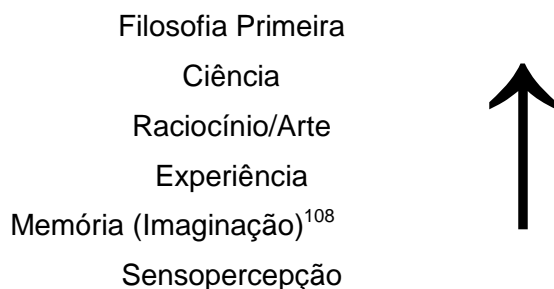 Filosofia Primeira
Ciência
Raciocínio/Arte
Experiência
Memória (Imaginação)108
Sensopercepção